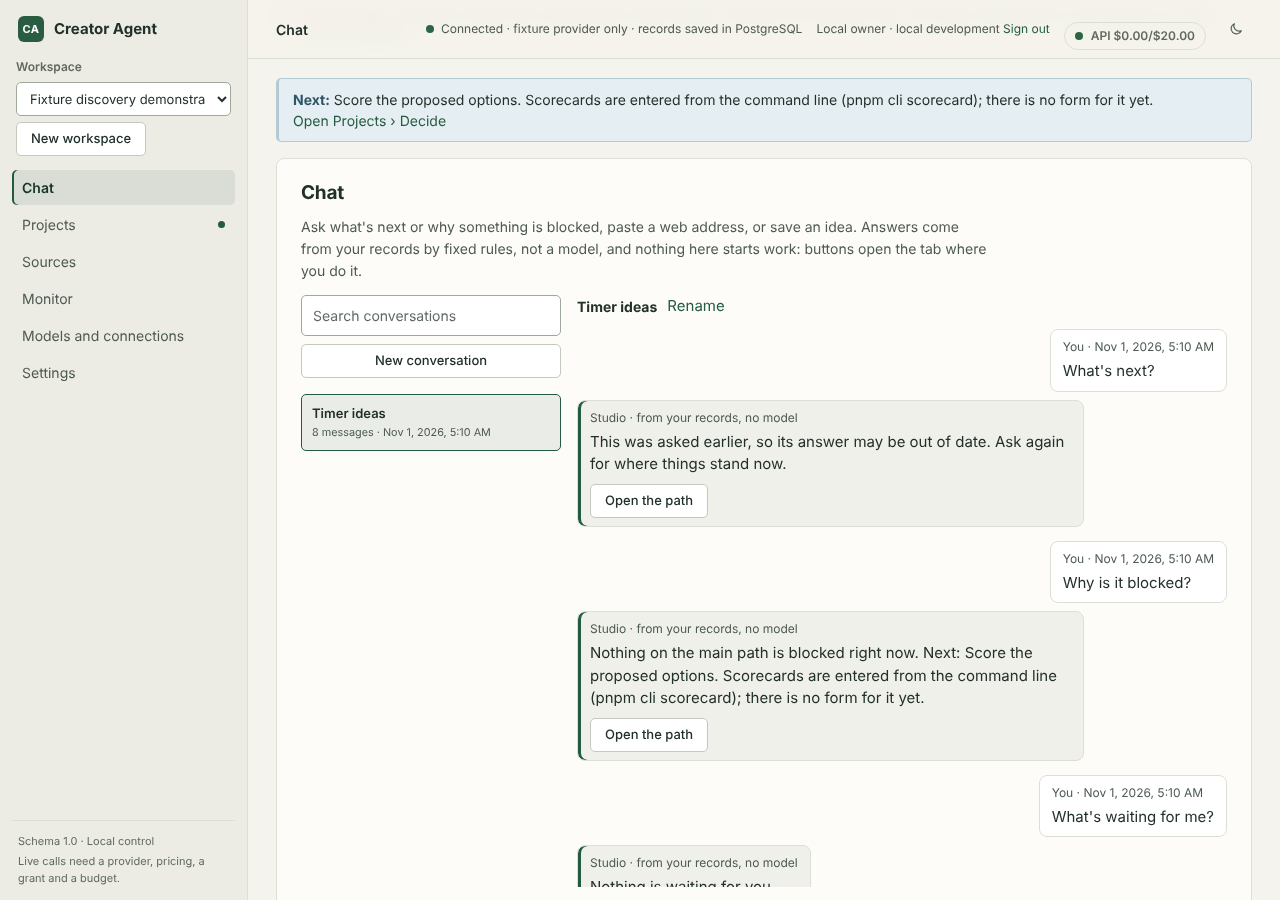 CA Creator Agent
Workspace
Fixture discovery demonstra
New workspace
Chat
Projects
Sources
Monitor
Models and connections
Settings
Schema 1.0 · Local control
Live calls need a provider, pricing, a
grant and a budget.
Chat
Connected · fixture provider only · records saved in PostgreSQL
Local owner · local development Sign out
API $0.00/$20.00
Next: Score the proposed options. Scorecards are entered from the command line (pnpm cli scorecard); there is no form for it yet.
Open Projects › Decide
Chat
Ask what's next or why something is blocked, paste a web address, or save an idea. Answers come
from your records by fixed rules, not a model, and nothing here starts work: buttons open the tab where
you do it.
Search conversations
New conversation
Timer ideas
8 messages · Nov 1, 2026, 5:10 AM
Timer ideas Rename
You · Nov 1, 2026, 5:10 AM
What's next?
Studio · from your records, no model
This was asked earlier, so its answer may be out of date. Ask again
for where things stand now.
Open the path
You · Nov 1, 2026, 5:10 AM
Why is it blocked?
Studio · from your records, no model
Nothing on the main path is blocked right now. Next: Score the
proposed options. Scorecards are entered from the command line
(pnpm cli scorecard); there is no form for it yet.
Open the path
You · Nov 1, 2026, 5:10 AM
What's waiting for me?
Studio · from your records, no model
Nothing is waiting for you